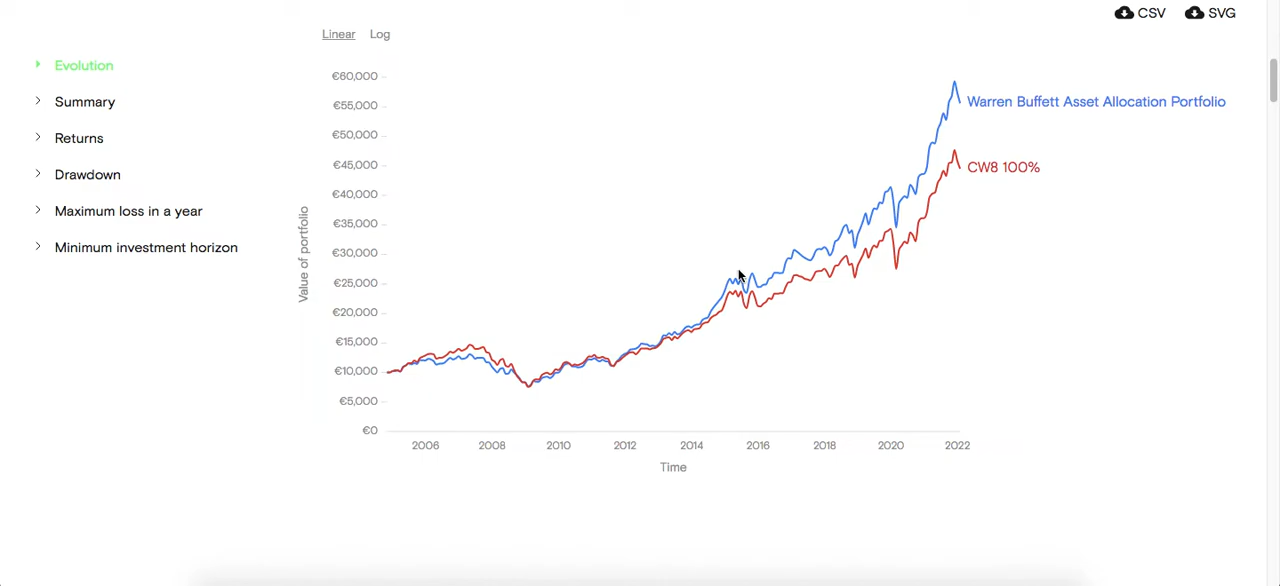 CSV SVG
Linear Log
Evolution
Summary
Returns
Drawdown
Maximum loss in a year
Minimum investment horizon
Value of portfolio
€60,000
€55,000
€50,000
€45,000
€40,000
€35,000
€30,000
€25,000
€20,000
€15,000
€10,000
€5,000
€0
Warren Buffett Asset Allocation Portfolio
CW8 100%
2006 2008 2010 2012 2014 2016 2018 2020 2022
Time